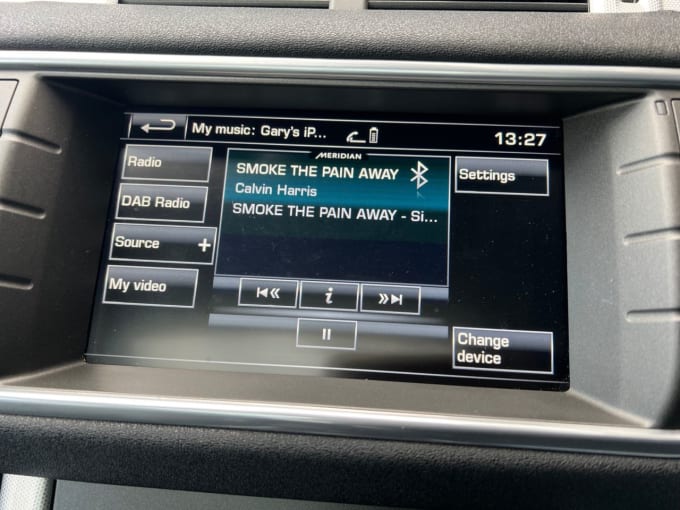 My music: Gary's iP... 13:27
MERIDIAN
Radio
DAB Radio
Source +
My video
SMOKE THE PAIN AWAY
Calvin Harris
SMOKE THE PAIN AWAY - Si...
i
Settings
Change
device